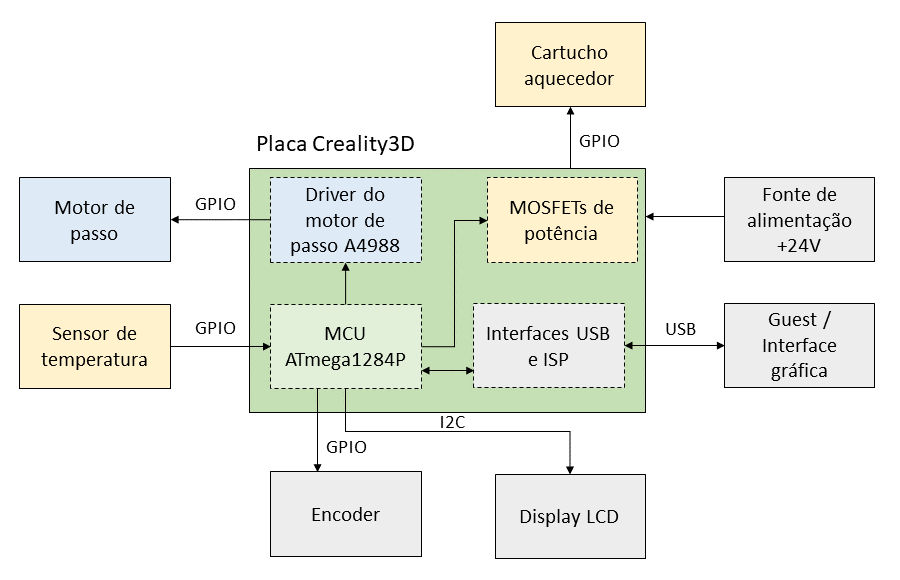 Cartucho
aquecedor
GPIO
Placa Creality3D
Motor de
passo
GPIO
Driver do
motor de
passo A4988
MOSFETs de
potência
Fonte de
alimentação
+24V
Sensor de
temperatura
GPIO
MCU
ATmega1284P
Interfaces USB
e ISP
USB
Guest /
Interface
gráfica
I2C
GPIO
Encoder
Display LCD